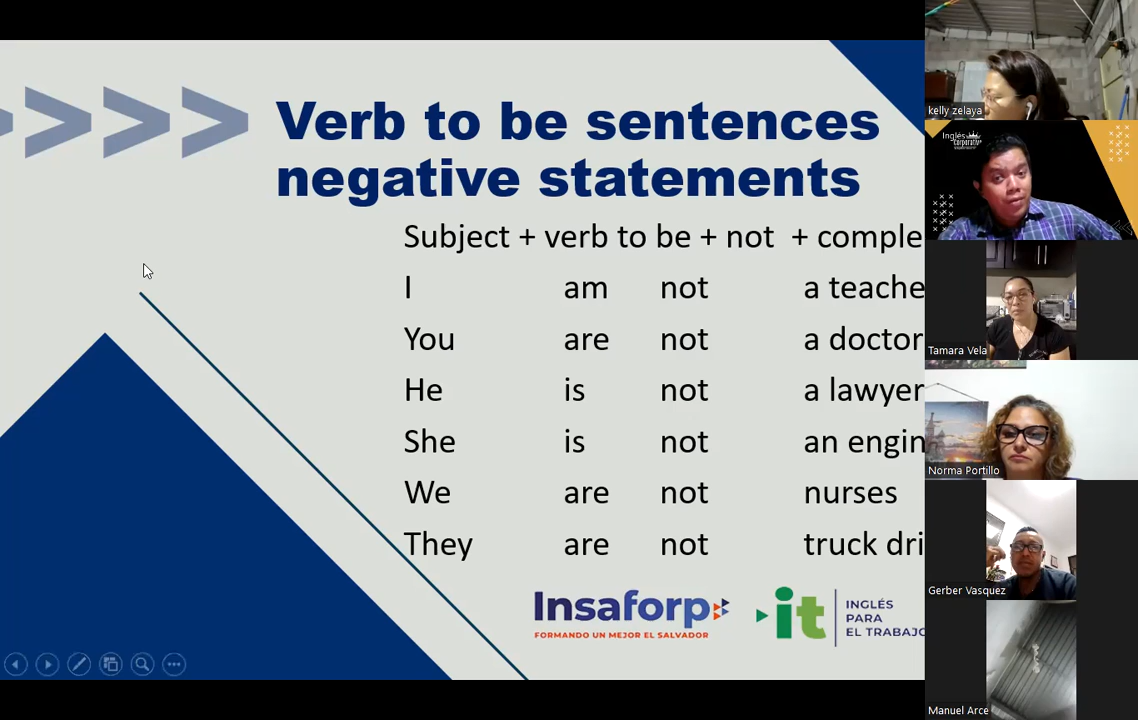 Verb to be sentences
negative statements
Subject + verb to be + not + comple
I am not a teache
You are not a doctor
He is not a lawyer
She is not an engin
We are not nurses
They are not truck dri
Insaforp
FORMANDO UN MEJOR EL SALVADOR
it
INGLÉS
PARA
EL TRABAJO
kelly zelaya
Inglés
corporativo
Tamara Vela
Norma Portillo
Gerber Vasquez
Manuel Arce